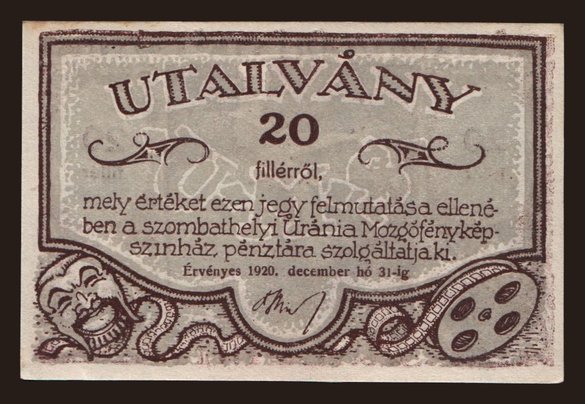 UTALVÁNY
20
fillérről,
mely értéket ezen jegy felmutatása ellené-
ben a szombathelyi Uránia Mozgófénykép-
szinház, pénztára szolgáltatja ki.
Érvényes 1920. december hó 31-ig